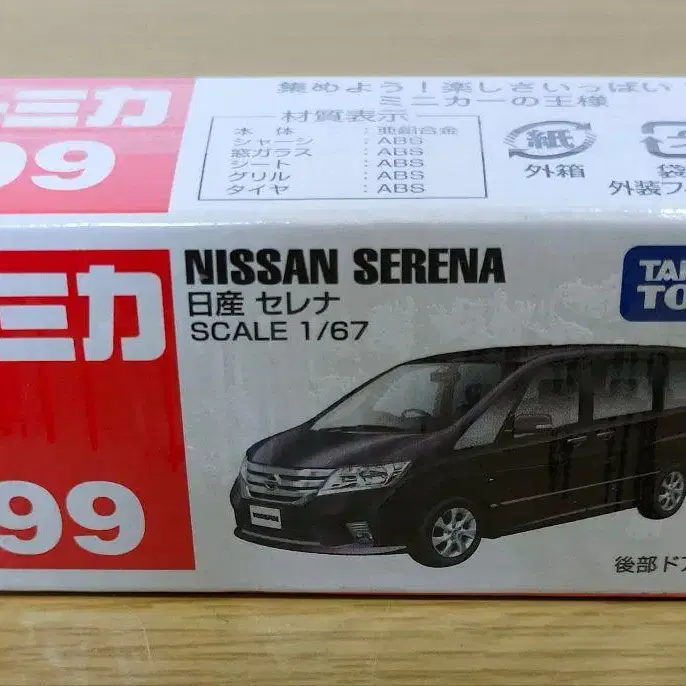 トミカ
99
集めよう！楽しさいっぱい
ミニカーの王様
材質表示
本体：亜鉛合金
シャーシ：ABS
窓ガラス：ABS
シート：ABS
グリル：ABS
タイヤ：ABS
紙
外箱
袋
外装フ
ミカ
99
NISSAN SERENA
日産 セレナ
SCALE 1/67
TA
TO
SERENA
後部ド